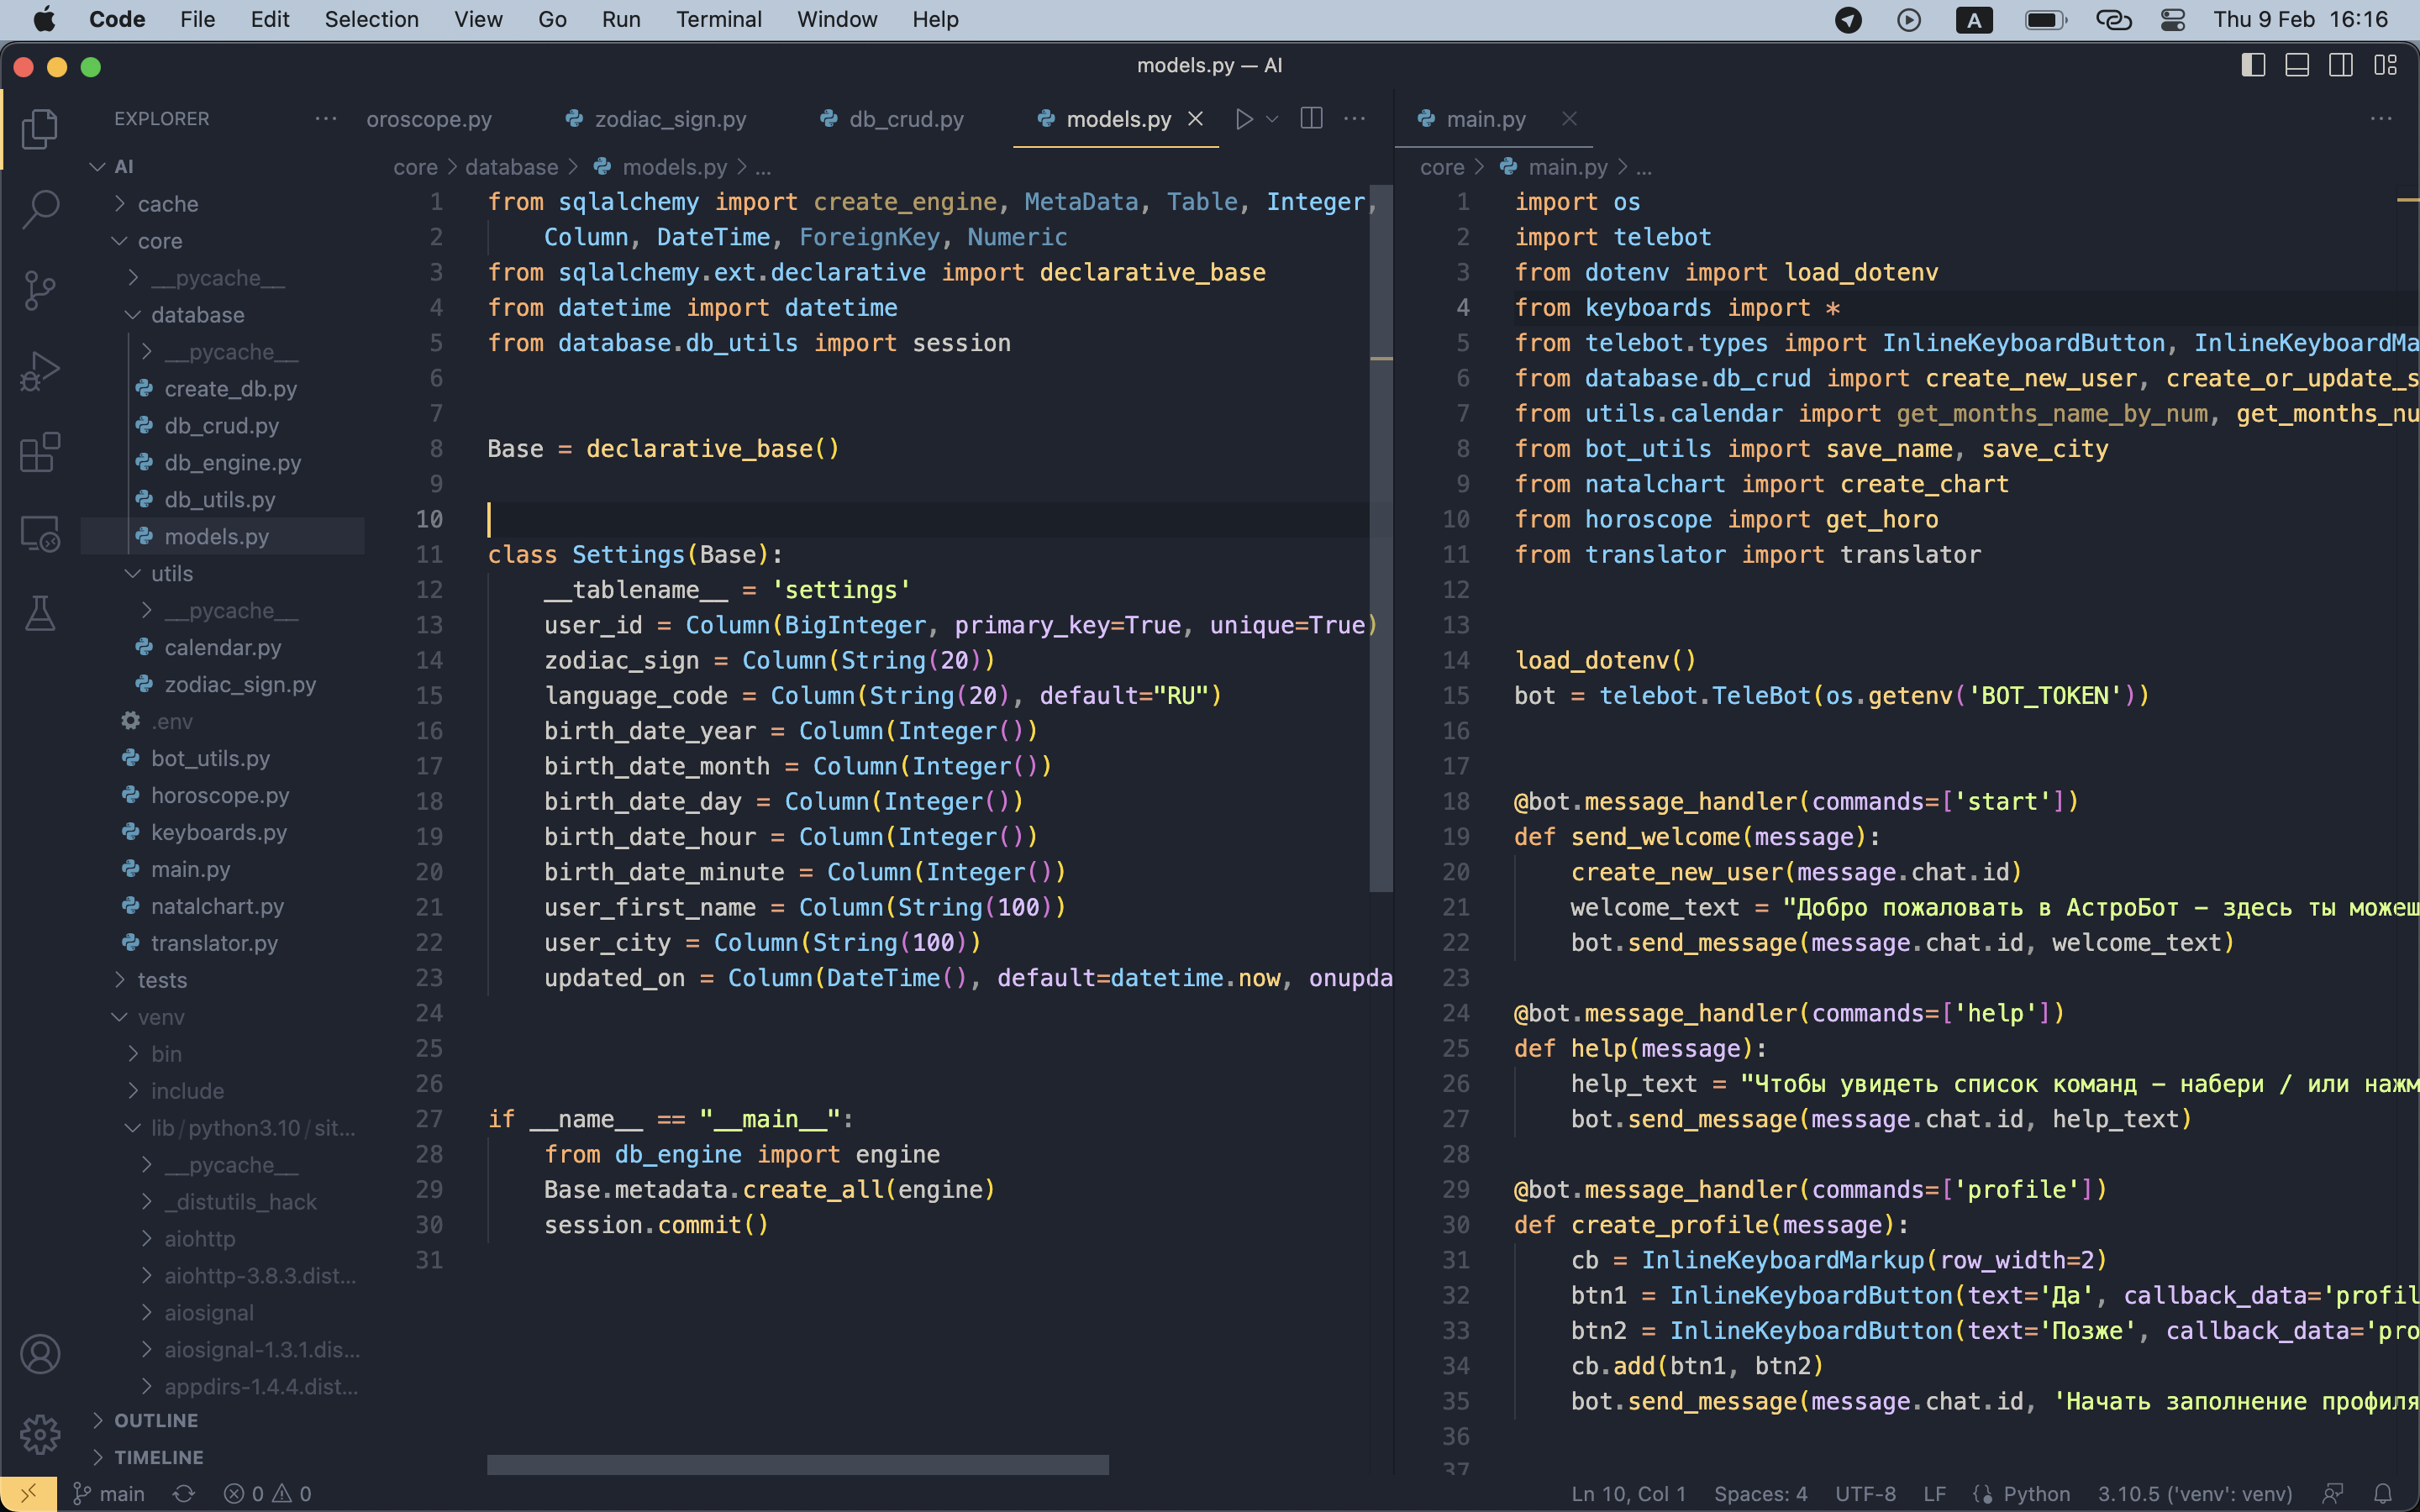 Code File Edit Selection View Go Run Terminal Window Help
A
Thu 9 Feb 16:16
models.py — AI
EXPLORER
AI
cache
core
__pycache__
database
__pycache__
create_db.py
db_crud.py
db_engine.py
db_utils.py
models.py
utils
__pycache__
calendar.py
zodiac_sign.py
.env
bot_utils.py
horoscope.py
keyboards.py
main.py
natalchart.py
translator.py
tests
venv
bin
include
lib/python3.10/sit...
__pycache__
_distutils_hack
aiohttp
aiohttp-3.8.3.dist...
aiosignal
aiosignal-1.3.1.dis...
appdirs-1.4.4.dist...
OUTLINE
TIMELINE
oroscope.py zodiac_sign.py db_crud.py models.py
core > database > models.py > ...
1 from sqlalchemy import create_engine, MetaData, Table, Integer,
2 Column, DateTime, ForeignKey, Numeric
3 from sqlalchemy.ext.declarative import declarative_base
4 from datetime import datetime
5 from database.db_utils import session
6
7
8 Base = declarative_base()
9
10
11 class Settings(Base):
12 __tablename__ = 'settings'
13 user_id = Column(BigInteger, primary_key=True, unique=True)
14 zodiac_sign = Column(String(20))
15 language_code = Column(String(20), default="RU")
16 birth_date_year = Column(Integer())
17 birth_date_month = Column(Integer())
18 birth_date_day = Column(Integer())
19 birth_date_hour = Column(Integer())
20 birth_date_minute = Column(Integer())
21 user_first_name = Column(String(100))
22 user_city = Column(String(100))
23 updated_on = Column(DateTime(), default=datetime.now, onupda
24
25
26
27 if __name__ == "__main__":
28 from db_engine import engine
29 Base.metadata.create_all(engine)
30 session.commit()
31
main.py
core > main.py > ...
1 import os
2 import telebot
3 from dotenv import load_dotenv
4 from keyboards import *
5 from telebot.types import InlineKeyboardButton, InlineKeyboardMa
6 from database.db_crud import create_new_user, create_or_update_s
7 from utils.calendar import get_months_name_by_num, get_months_nu
8 from bot_utils import save_name, save_city
9 from natalchart import create_chart
10 from horoscope import get_horo
11 from translator import translator
12
13
14 load_dotenv()
15 bot = telebot.TeleBot(os.getenv('BOT_TOKEN'))
16
17
18 @bot.message_handler(commands=['start'])
19 def send_welcome(message):
20 create_new_user(message.chat.id)
21 welcome_text = "Добро пожаловать в АстроБот – здесь ты можеш
22 bot.send_message(message.chat.id, welcome_text)
23
24 @bot.message_handler(commands=['help'])
25 def help(message):
26 help_text = "Чтобы увидеть список команд – набери / или нажм
27 bot.send_message(message.chat.id, help_text)
28
29 @bot.message_handler(commands=['profile'])
30 def create_profile(message):
31 cb = InlineKeyboardMarkup(row_width=2)
32 btn1 = InlineKeyboardButton(text='Да', callback_data='profil
33 btn2 = InlineKeyboardButton(text='Позже', callback_data='pro
34 cb.add(btn1, btn2)
35 bot.send_message(message.chat.id, 'Начать заполнение профиля
36
37
main 0 0
Ln 10, Col 1 Spaces: 4 UTF-8 LF Python 3.10.5 ('venv': venv)